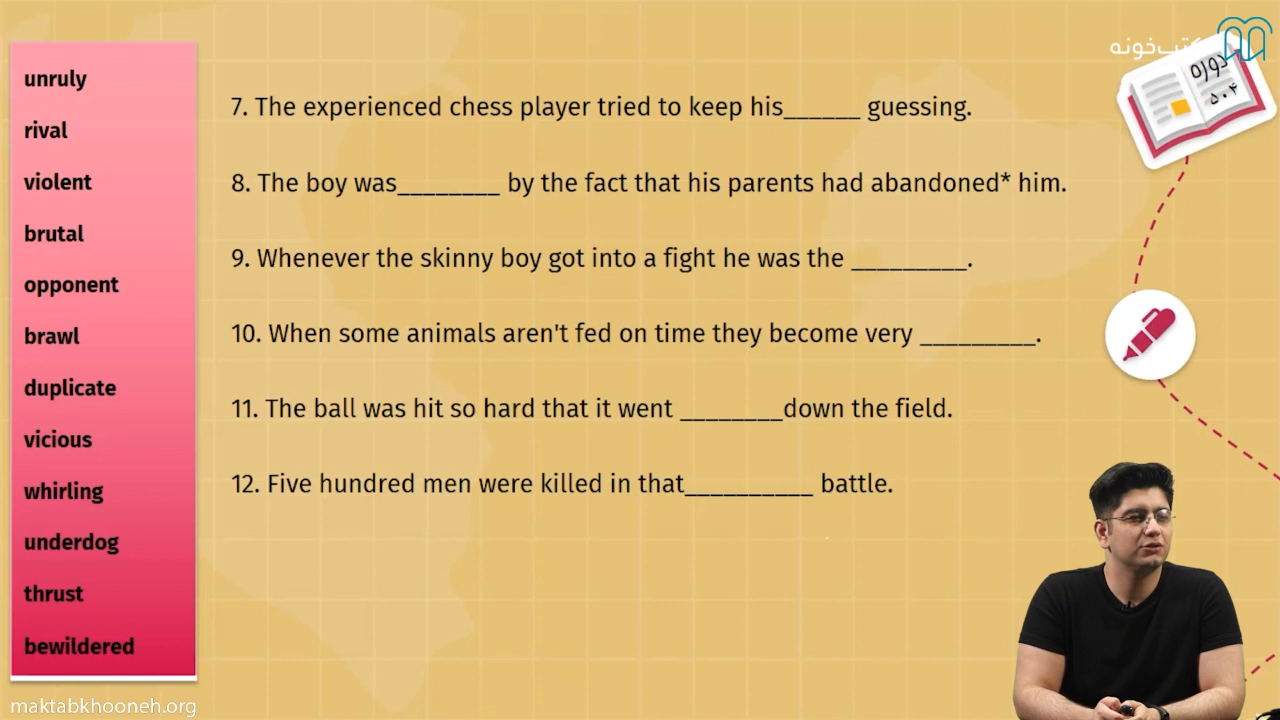 مکتب‌خونه
دوره
۵۰۴
unruly
rival
violent
brutal
opponent
brawl
duplicate
vicious
whirling
underdog
thrust
bewildered
7. The experienced chess player tried to keep his______ guessing.
8. The boy was________ by the fact that his parents had abandoned* him.
9. Whenever the skinny boy got into a fight he was the _________.
10. When some animals aren't fed on time they become very _________.
11. The ball was hit so hard that it went ________down the field.
12. Five hundred men were killed in that__________ battle.
maktabkhooneh.org